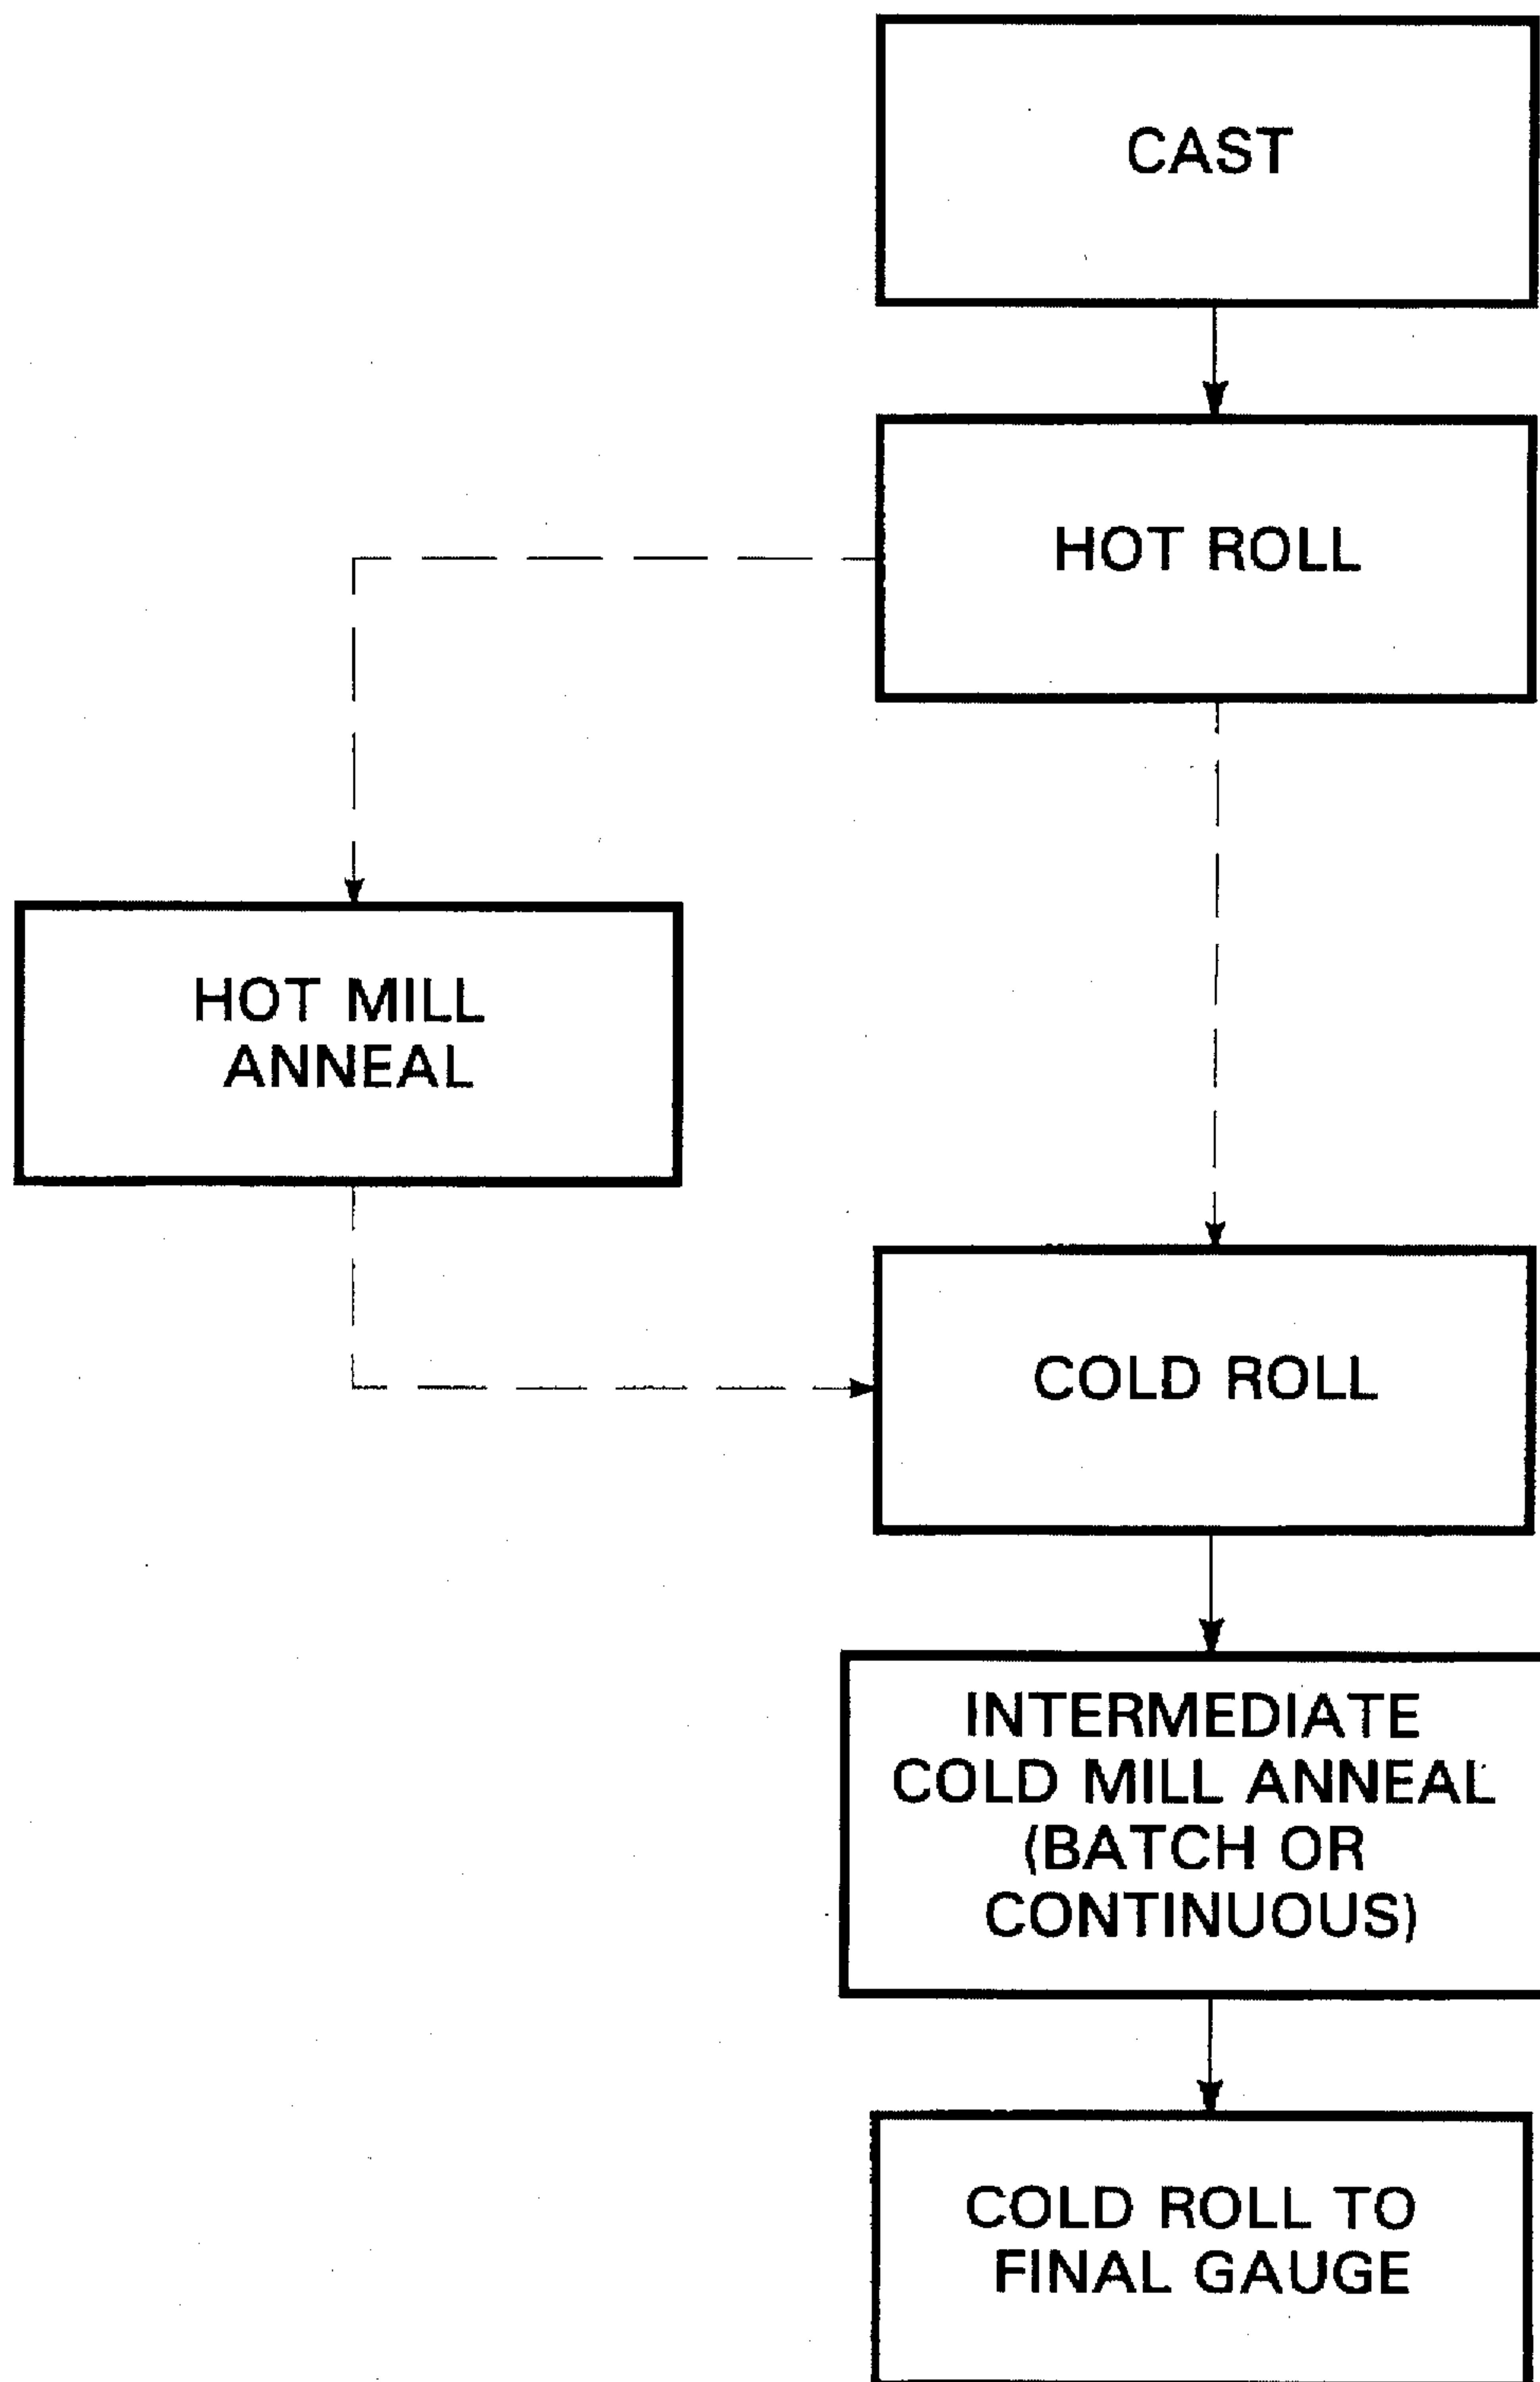 CAST
HOT ROLL
HOT MILL
ANNEAL
COLD ROLL
INTERMEDIATE
COLD MILL ANNEAL
(BATCH OR
CONTINUOUS)
COLD ROLL TO
FINAL GAUGE